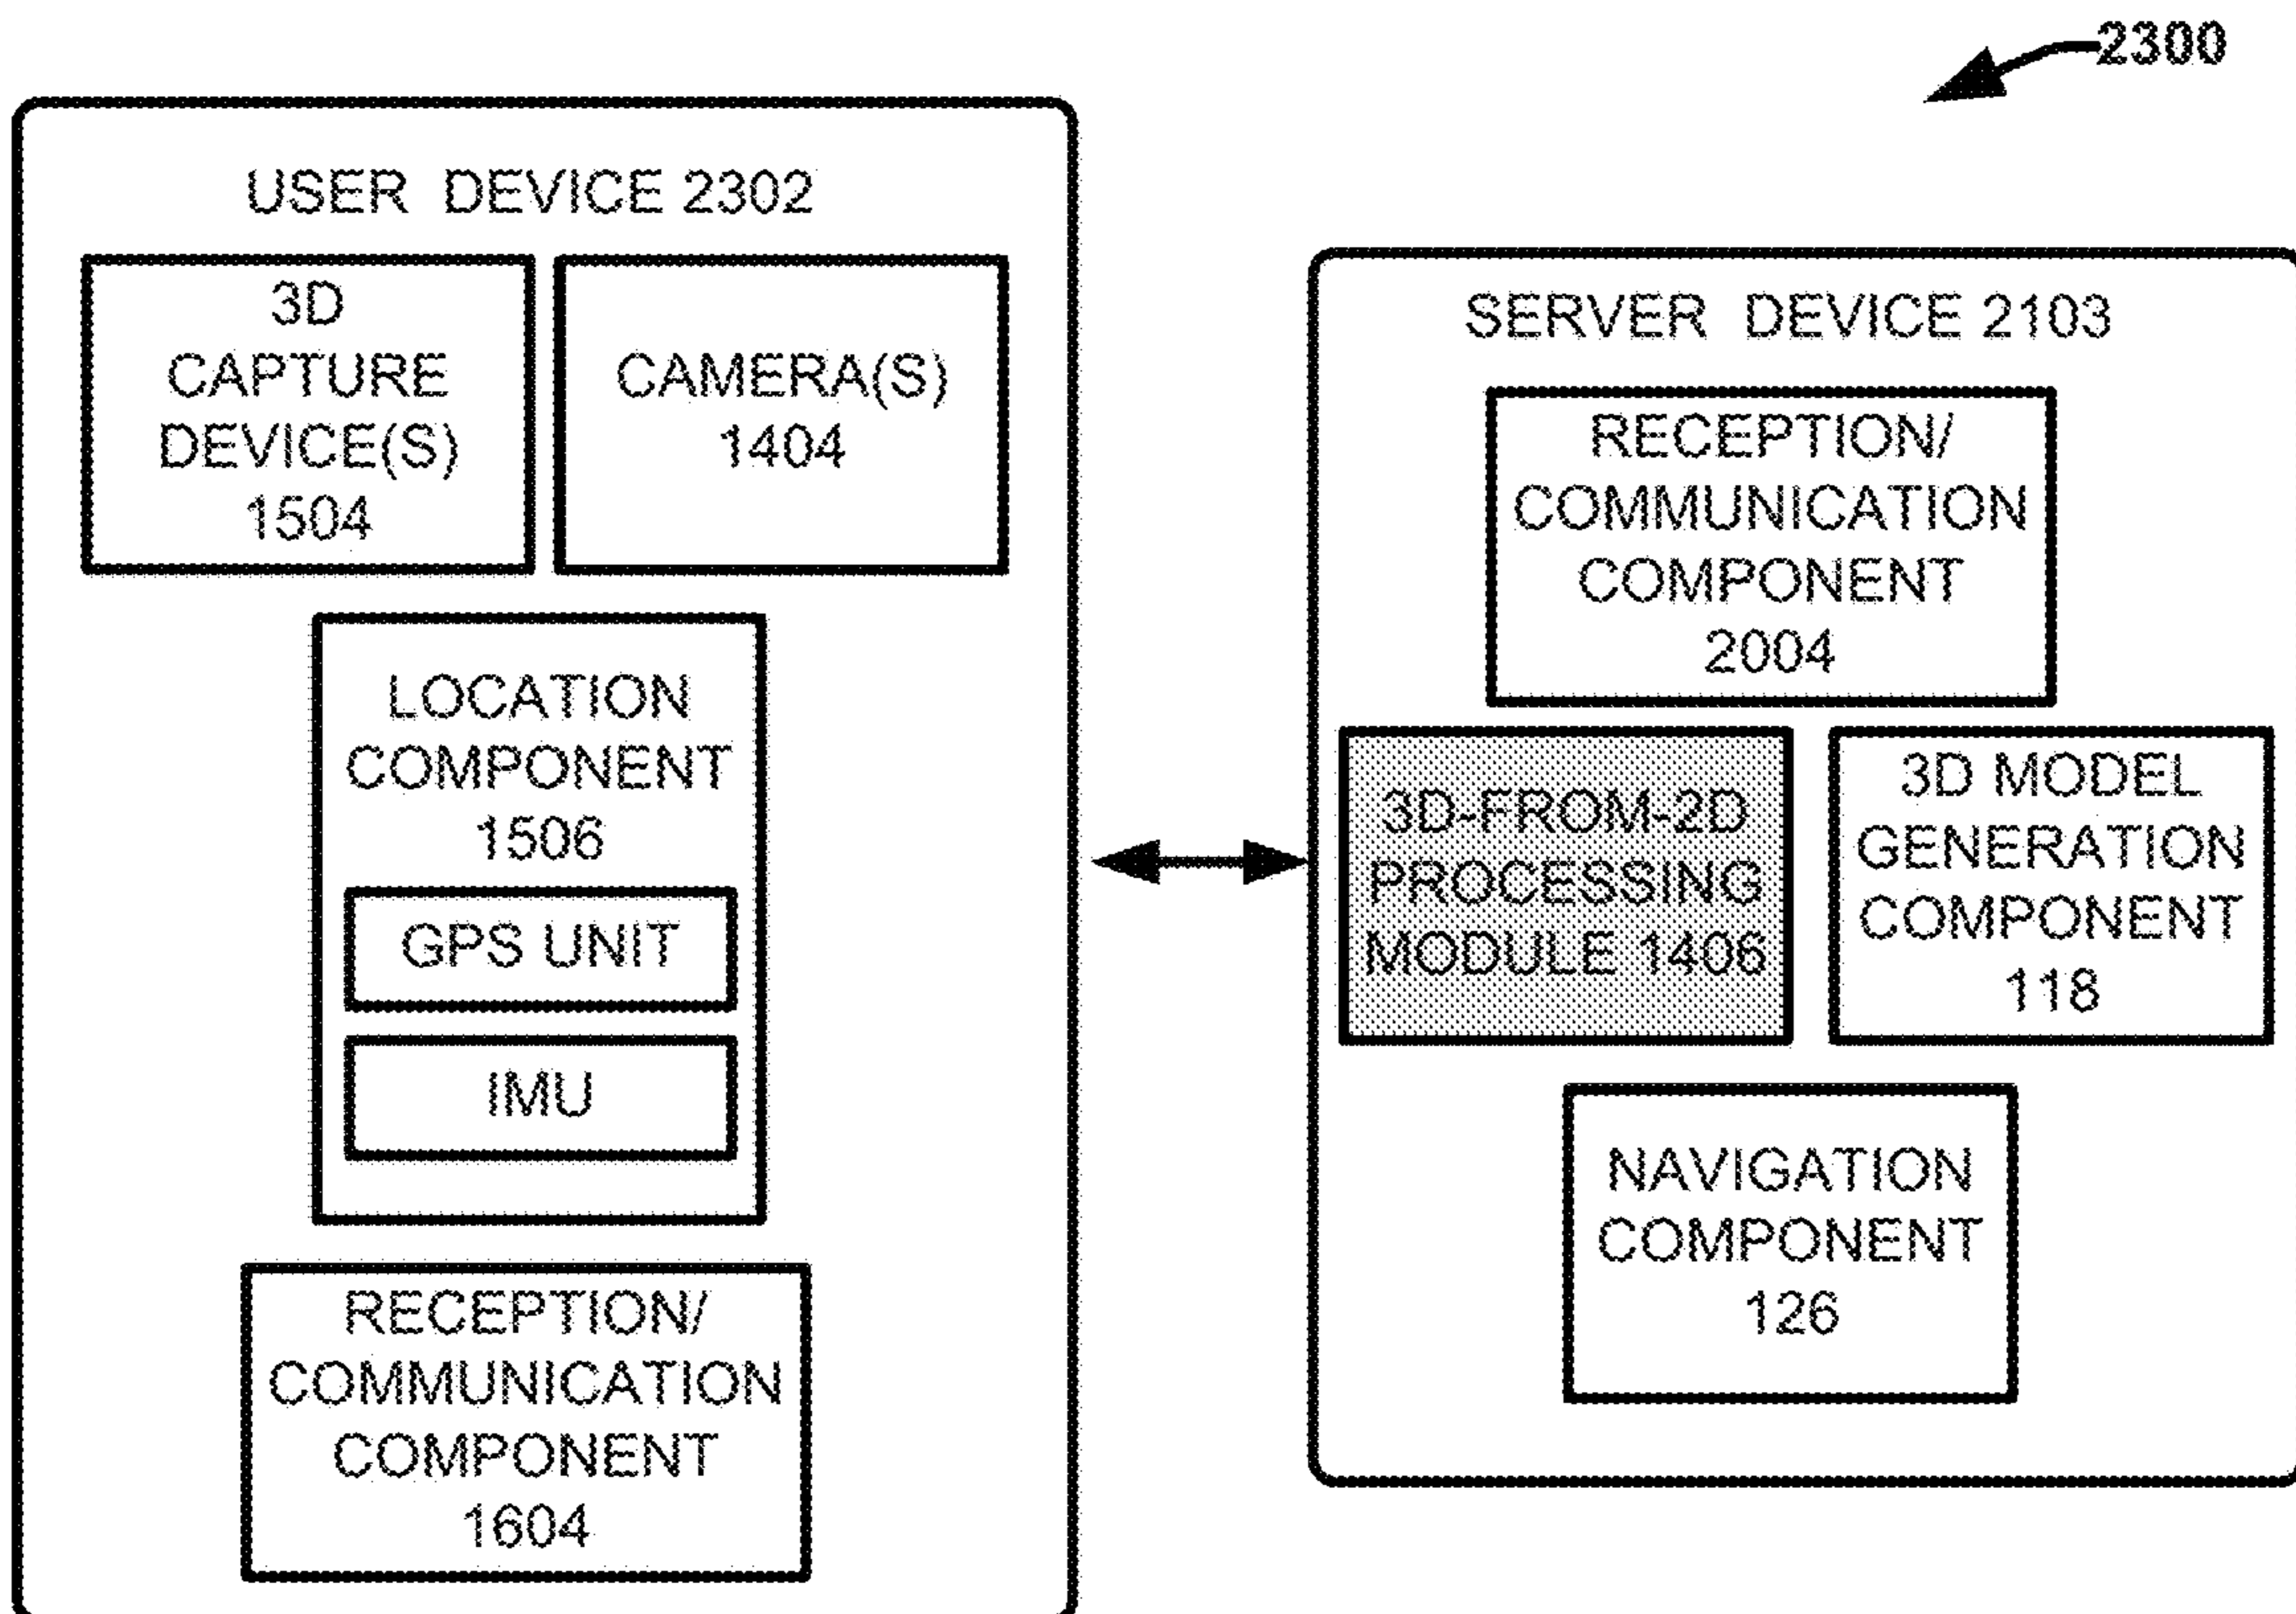 2300
USER DEVICE 2302
3D
CAPTURE
DEVICE(S)
1504
CAMERA(S)
1404
LOCATION
COMPONENT
1506
GPS UNIT
IMU
RECEPTION/
COMMUNICATION
COMPONENT
1604
SERVER DEVICE 2103
RECEPTION/
COMMUNICATION
COMPONENT
2004
3D-FROM-2D
PROCESSING
MODULE 1406
3D MODEL
GENERATION
COMPONENT
118
NAVIGATION
COMPONENT
126